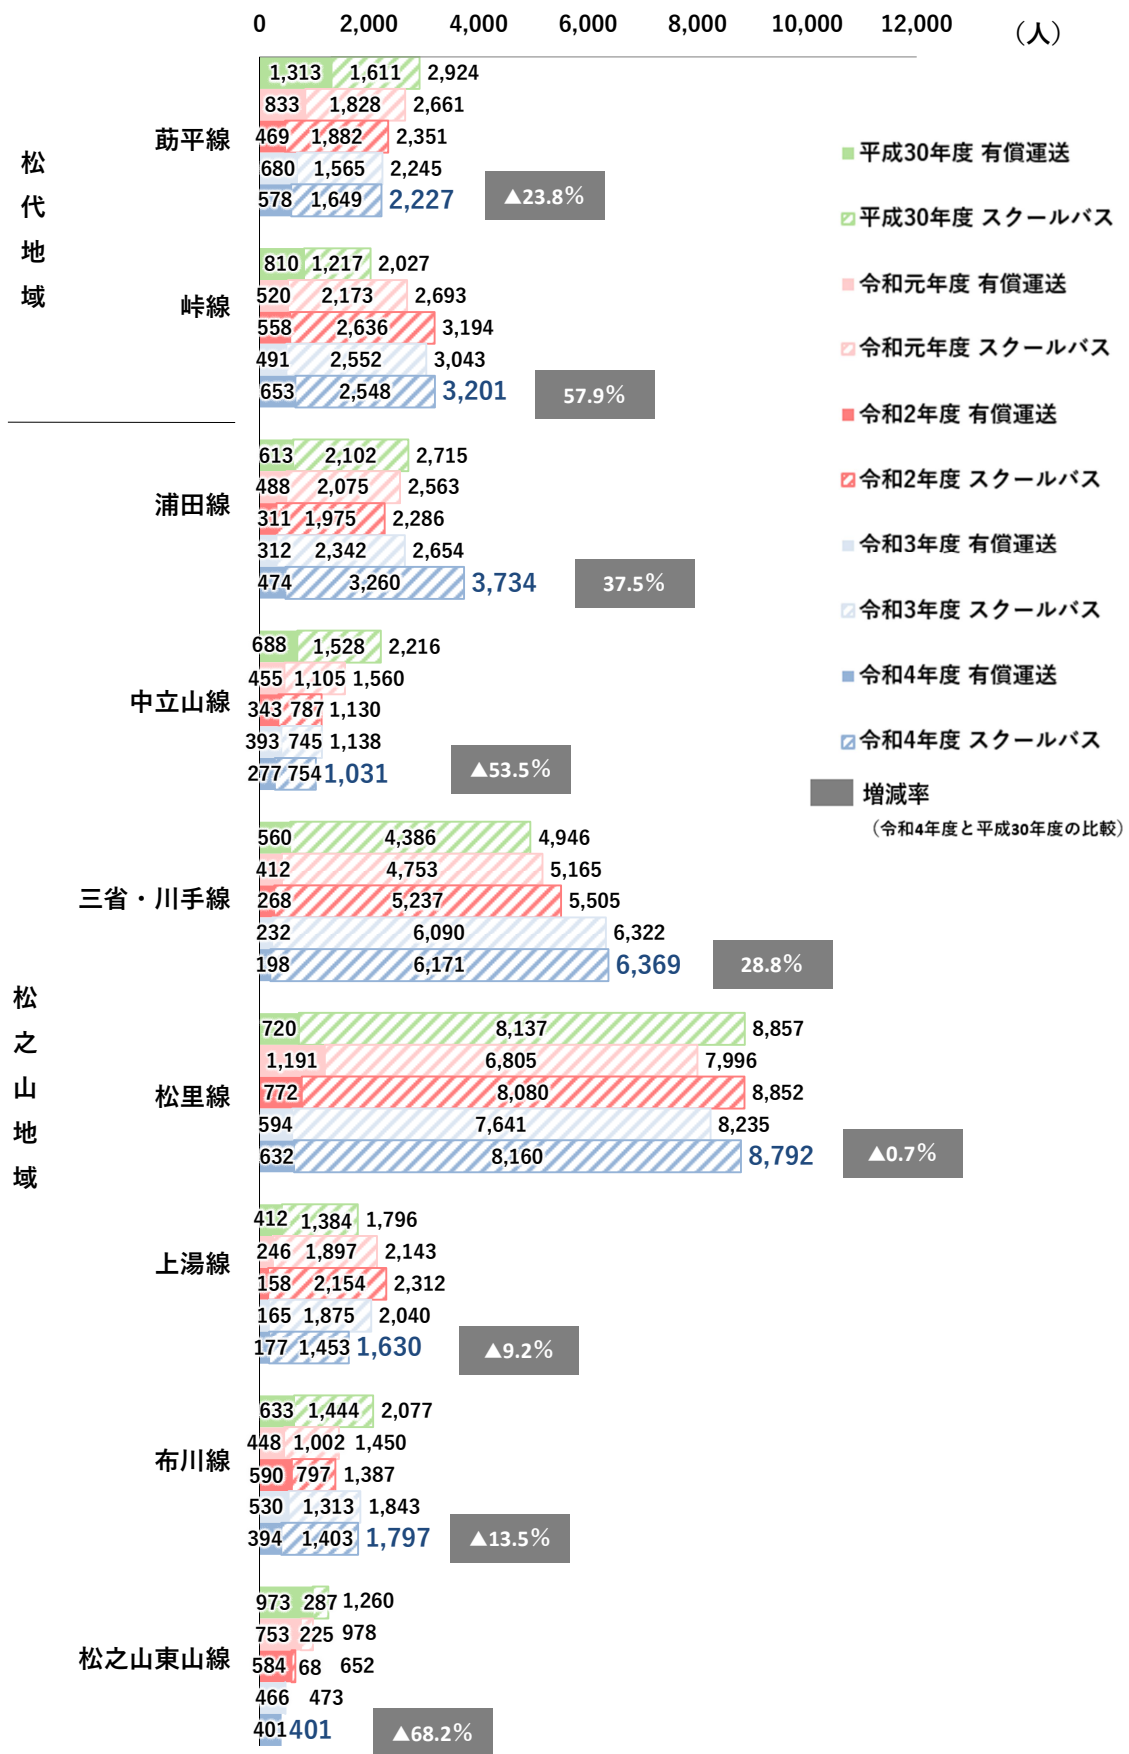 0 2,000 4,000 6,000 8,000 10,000 12,000 （人）
松代地域
莇平線
1,313 1,611 2,924
833 1,828 2,661
469 1,882 2,351
680 1,565 2,245
578 1,649 2,227
▲23.8%
峠線
810 1,217 2,027
520 2,173 2,693
558 2,636 3,194
491 2,552 3,043
653 2,548 3,201
57.9%
松之山地域
浦田線
613 2,102 2,715
488 2,075 2,563
311 1,975 2,286
312 2,342 2,654
474 3,260 3,734
37.5%
中立山線
688 1,528 2,216
455 1,105 1,560
343 787 1,130
393 745 1,138
277 754 1,031
▲53.5%
三省・川手線
560 4,386 4,946
412 4,753 5,165
268 5,237 5,505
232 6,090 6,322
198 6,171 6,369
28.8%
松里線
720 8,137 8,857
1,191 6,805 7,996
772 8,080 8,852
594 7,641 8,235
632 8,160 8,792
▲0.7%
上湯線
412 1,384 1,796
246 1,897 2,143
158 2,154 2,312
165 1,875 2,040
177 1,453 1,630
▲9.2%
布川線
633 1,444 2,077
448 1,002 1,450
590 797 1,387
530 1,313 1,843
394 1,403 1,797
▲13.5%
松之山東山線
973 287 1,260
753 225 978
584 68 652
466 473
401 401
▲68.2%
平成30年度 有償運送
平成30年度 スクールバス
令和元年度 有償運送
令和元年度 スクールバス
令和2年度 有償運送
令和2年度 スクールバス
令和3年度 有償運送
令和3年度 スクールバス
令和4年度 有償運送
令和4年度 スクールバス
増減率
（令和4年度と平成30年度の比較）